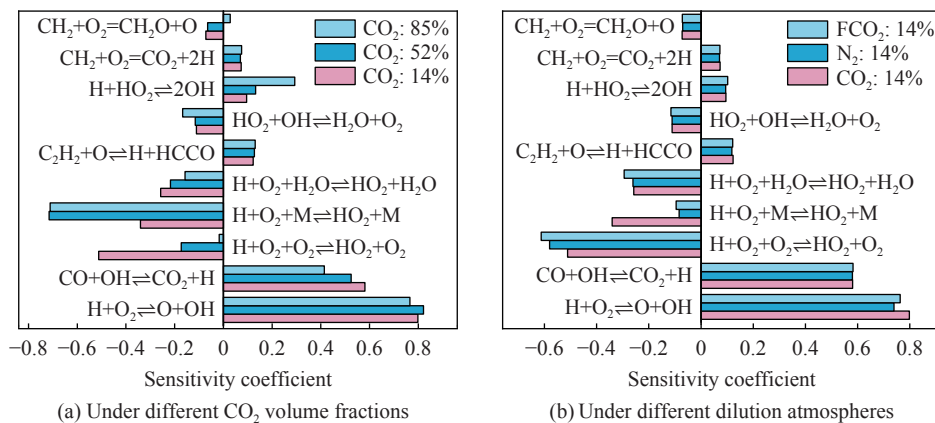 CH₂+O₂=CH₂O+O
CH₂+O₂=CO₂+2H
H+HO₂⇌2OH
HO₂+OH⇌H₂O+O₂
C₂H₂+O⇌H+HCCO
H+O₂+H₂O⇌HO₂+H₂O
H+O₂+M⇌HO₂+M
H+O₂+O₂⇌HO₂+O₂
CO+OH⇌CO₂+H
H+O₂⇌O+OH
CO₂: 85%
CO₂: 52%
CO₂: 14%
−0.8 −0.6 −0.4 −0.2 0 0.2 0.4 0.6 0.8
Sensitivity coefficient
(a) Under different CO₂ volume fractions
CH₂+O₂=CH₂O+O
CH₂+O₂=CO₂+2H
H+HO₂⇌2OH
HO₂+OH⇌H₂O+O₂
C₂H₂+O⇌H+HCCO
H+O₂+H₂O⇌HO₂+H₂O
H+O₂+M⇌HO₂+M
H+O₂+O₂⇌HO₂+O₂
CO+OH⇌CO₂+H
H+O₂⇌O+OH
FCO₂: 14%
N₂: 14%
CO₂: 14%
−0.6 −0.4 −0.2 0 0.2 0.4 0.6 0.8
Sensitivity coefficient
(b) Under different dilution atmospheres